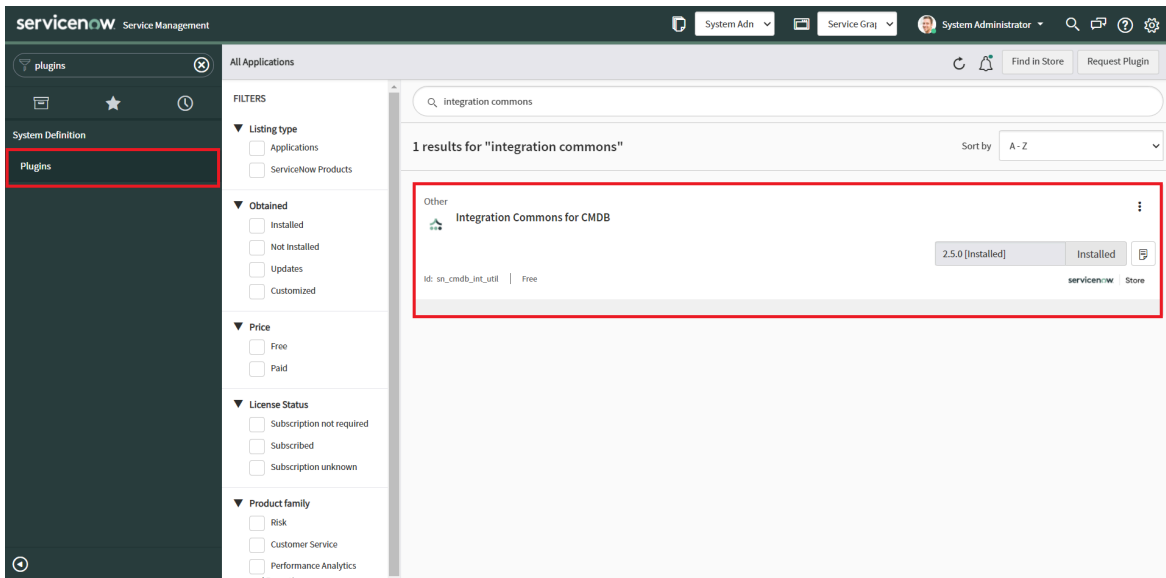 servicenow Service Management
System Adn
Service Graj
System Administrator
plugins
System Definition
Plugins
All Applications
Find in Store
Request Plugin
FILTERS
Listing type
Applications
ServiceNow Products
Obtained
Installed
Not Installed
Updates
Customized
Price
Free
Paid
License Status
Subscription not required
Subscribed
Subscription unknown
Product family
Risk
Customer Service
Performance Analytics
integration commons
1 results for "integration commons"
Sort by
A - Z
Other
Integration Commons for CMDB
2.5.0 [Installed]
Installed
Id: sn_cmdb_int_util
Free
servicenow Store